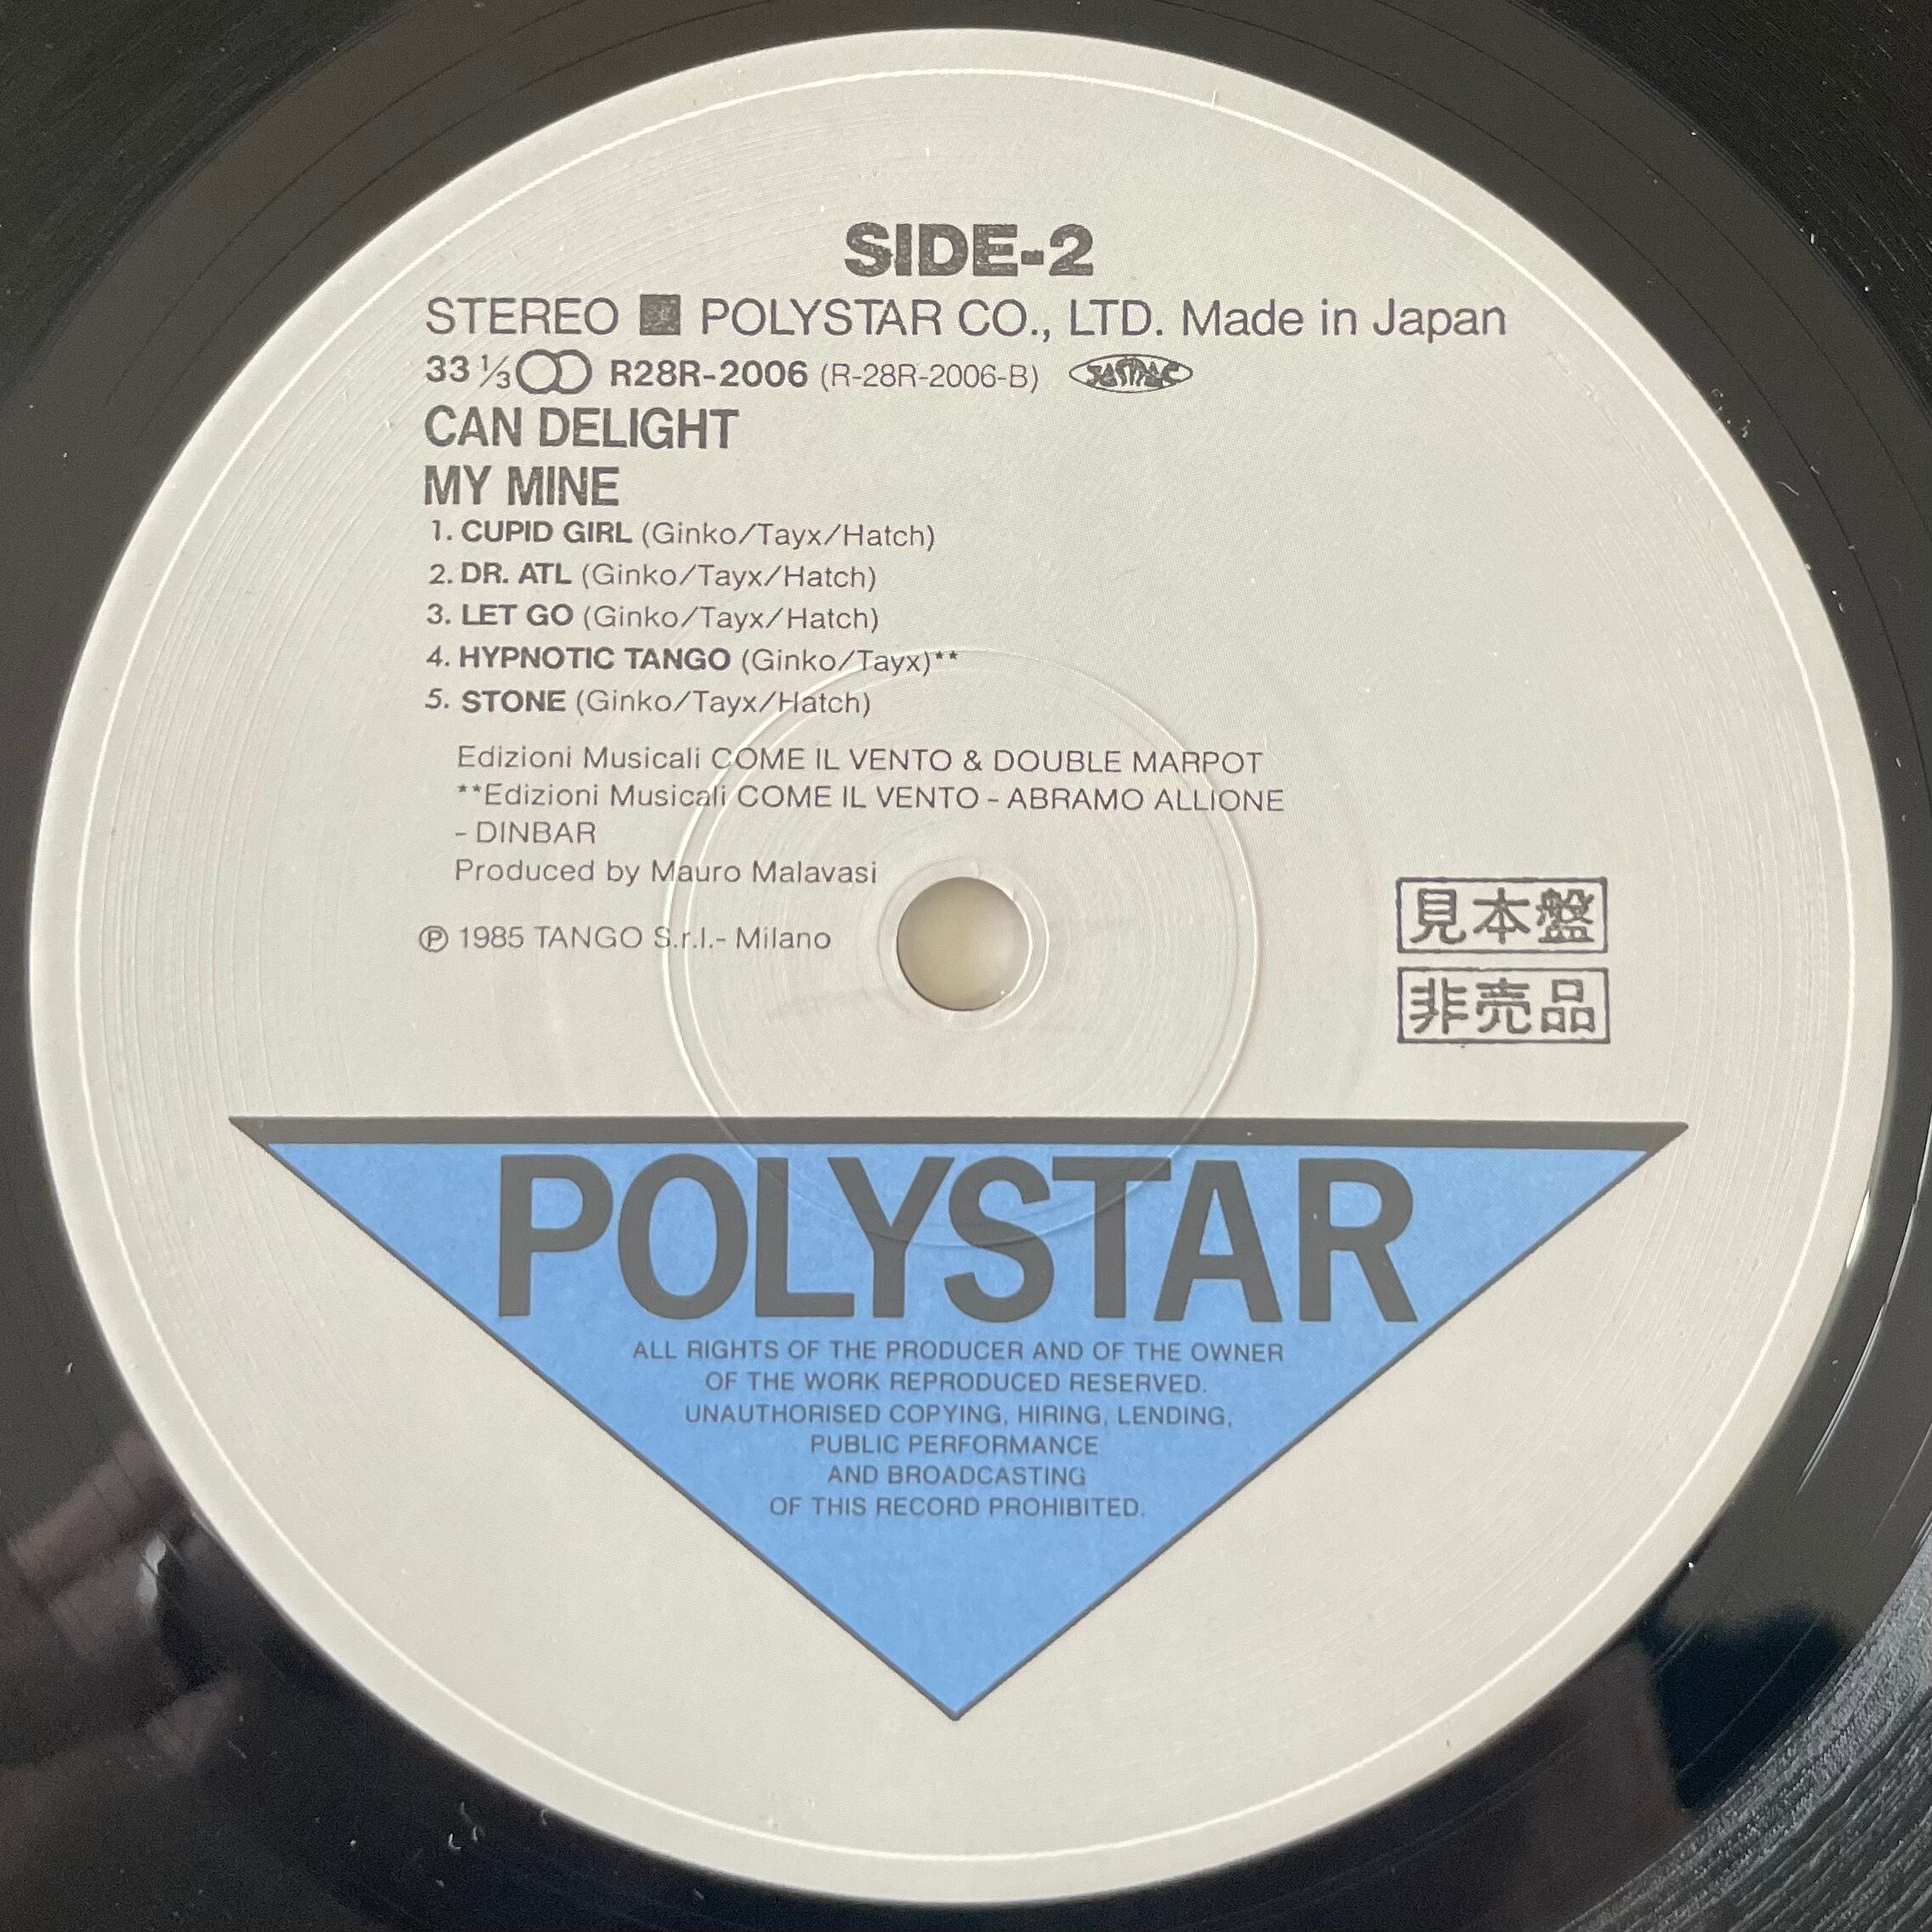 SIDE-2
STEREO ■ POLYSTAR CO., LTD. Made in Japan
33 ⅓ R28R-2006 (R-28R-2006-B) JASRAC
CAN DELIGHT
MY MINE
1. CUPID GIRL (Ginko/Tayx/Hatch)
2. DR. ATL (Ginko/Tayx/Hatch)
3. LET GO (Ginko/Tayx/Hatch)
4. HYPNOTIC TANGO (Ginko/Tayx)**
5. STONE (Ginko/Tayx/Hatch)
Edizioni Musicali COME IL VENTO & DOUBLE MARPOT
**Edizioni Musicali COME IL VENTO - ABRAMO ALLIONE
- DINBAR
Produced by Mauro Malavasi
℗ 1985 TANGO S.r.l.- Milano
見本盤
非売品
POLYSTAR
ALL RIGHTS OF THE PRODUCER AND OF THE OWNER
OF THE WORK REPRODUCED RESERVED.
UNAUTHORISED COPYING, HIRING, LENDING,
PUBLIC PERFORMANCE
AND BROADCASTING
OF THIS RECORD PROHIBITED.